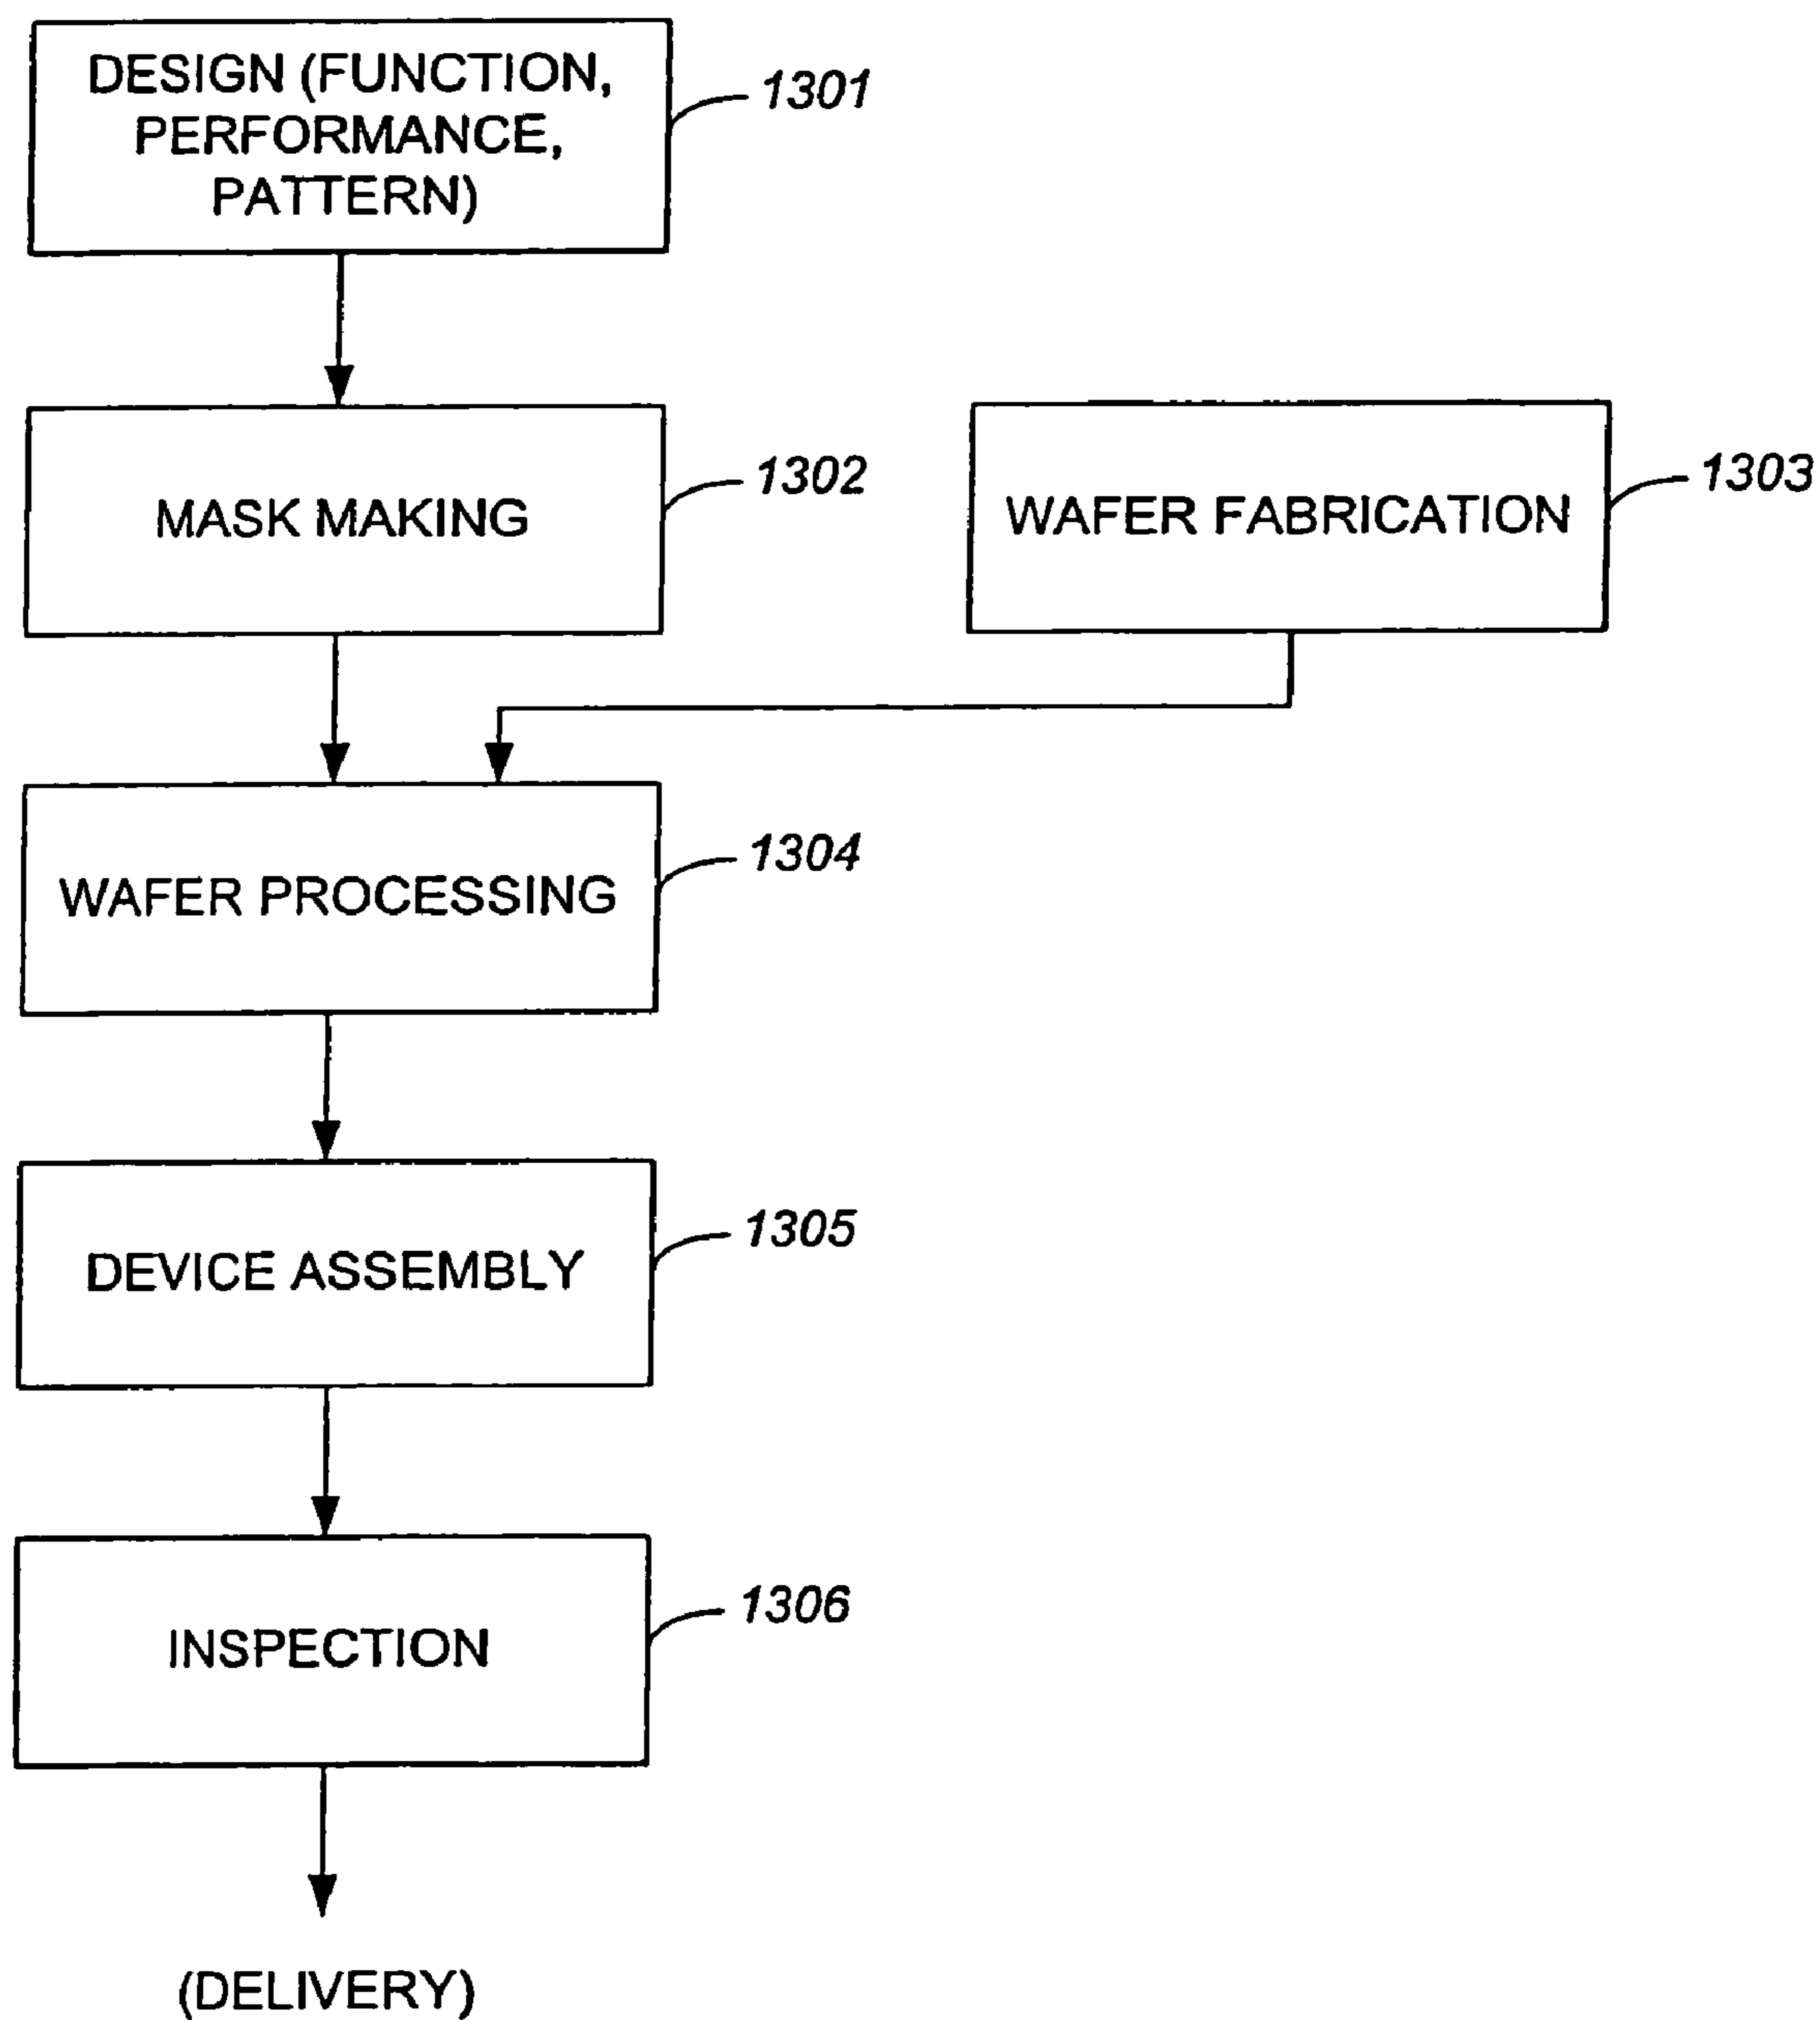 DESIGN (FUNCTION,
PERFORMANCE,
PATTERN)
1301
MASK MAKING
1302
WAFER FABRICATION
1303
WAFER PROCESSING
1304
DEVICE ASSEMBLY
1305
INSPECTION
1306
(DELIVERY)